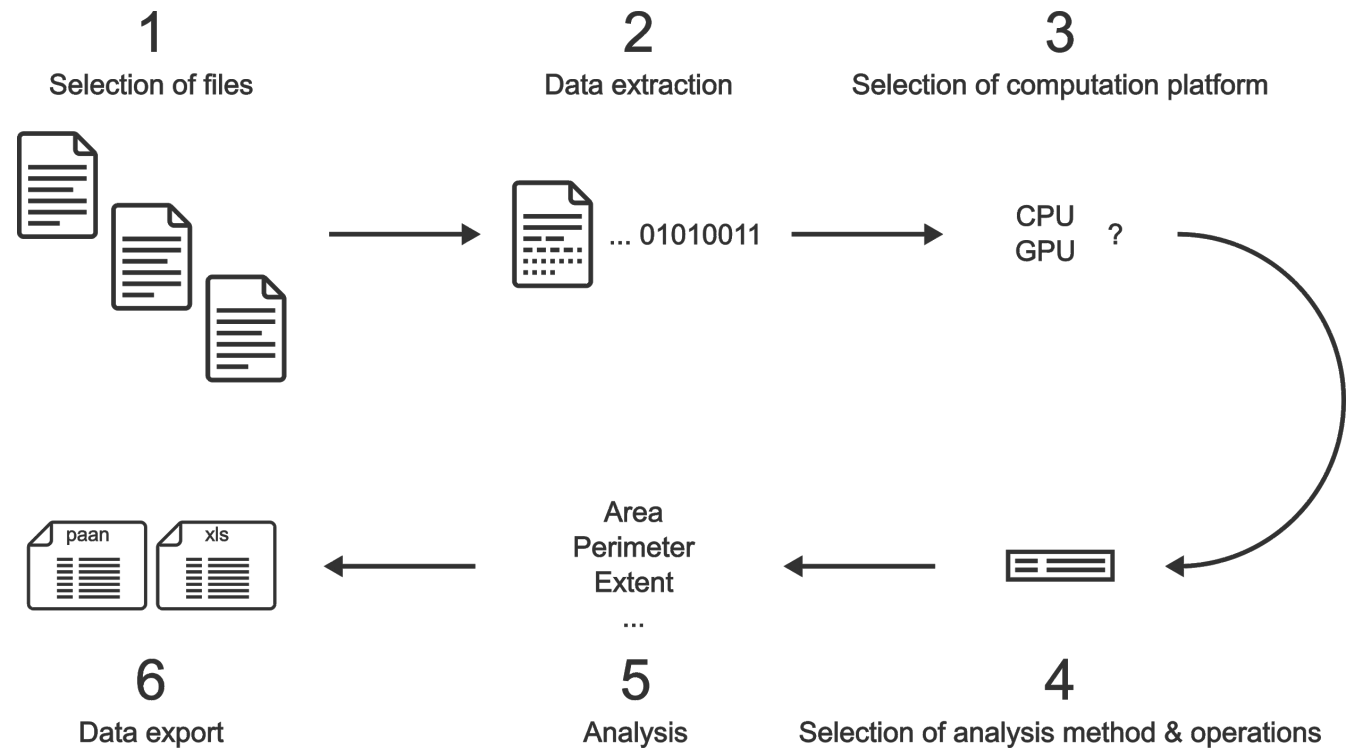 1
Selection of files
2
Data extraction
... 01010011
3
Selection of computation platform
CPU
GPU
?
4
Selection of analysis method & operations
Area
Perimeter
Extent
...
5
Analysis
paan
xls
6
Data export